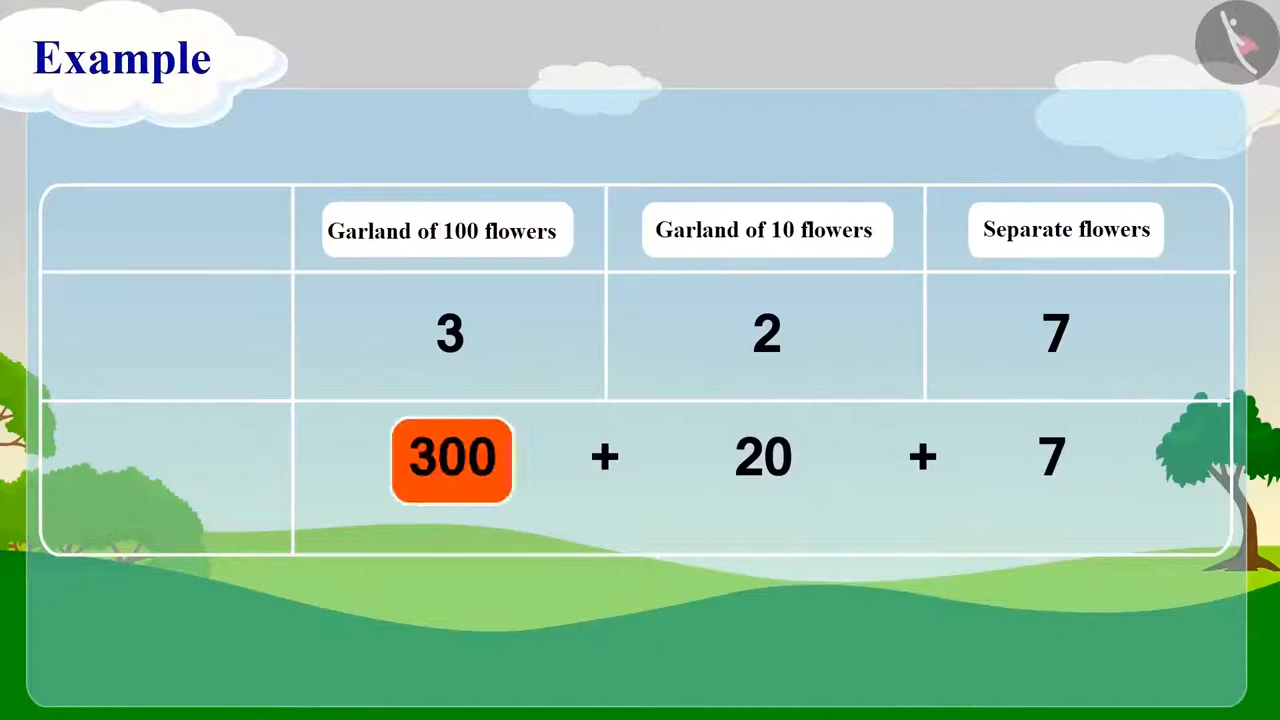 Example
Garland of 100 flowers Garland of 10 flowers Separate flowers
3 2 7
300 + 20 + 7